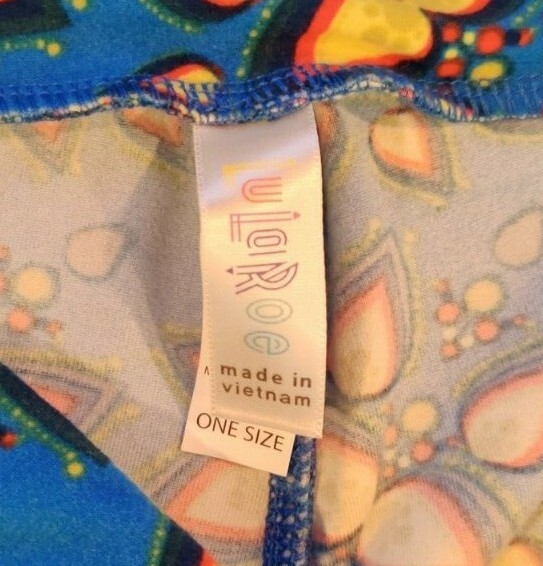 LuLaRoe
made in
vietnam
ONE SIZE